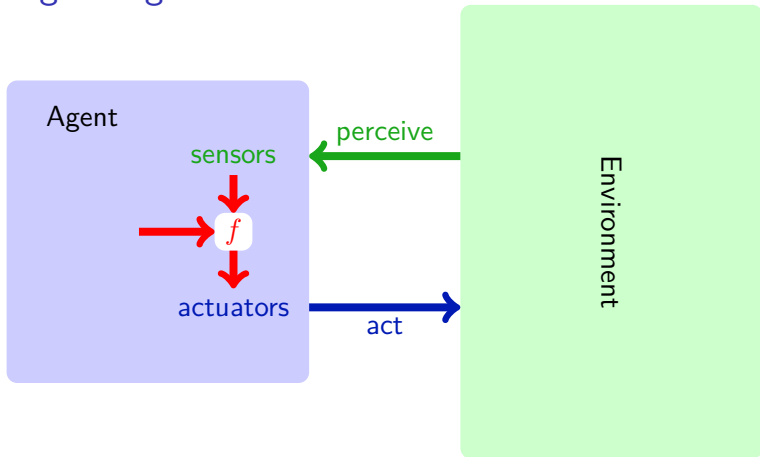 Agent
perceive
sensors
Environment
f
actuators
act